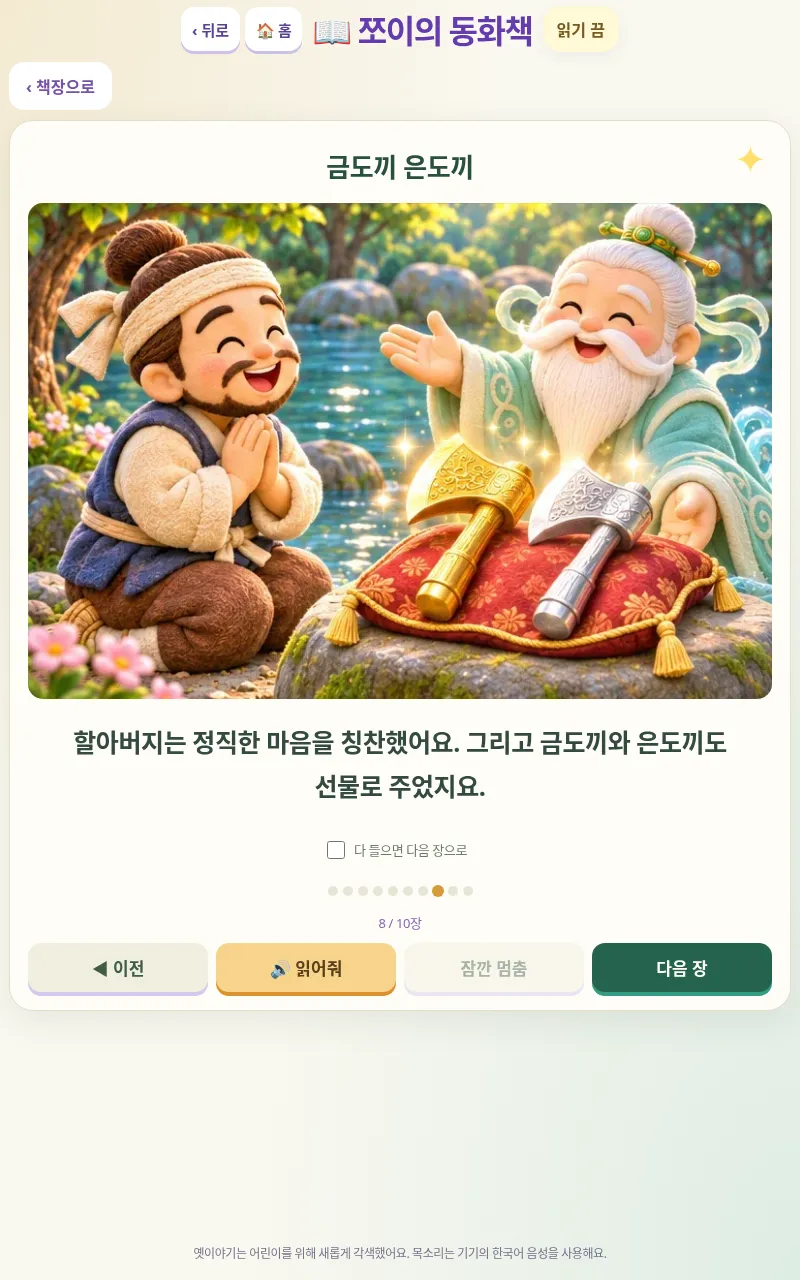 ‹ 뒤로
🏠 홈
📖 쪼이의 동화책
읽기 끔
‹ 책장으로
금도끼 은도끼
할아버지는 정직한 마음을 칭찬했어요. 그리고 금도끼와 은도끼도
선물로 주었지요.
다 들으면 다음 장으로
8 / 10장
◀ 이전
🔊 읽어줘
잠깐 멈춤
다음 장
옛이야기는 어린이를 위해 새롭게 각색했어요. 목소리는 기기의 한국어 음성을 사용해요.